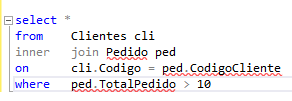 select *
from Clientes cli
inner join Pedido ped
on cli.Codigo = ped.CodigoCliente
where ped.TotalPedido > 10